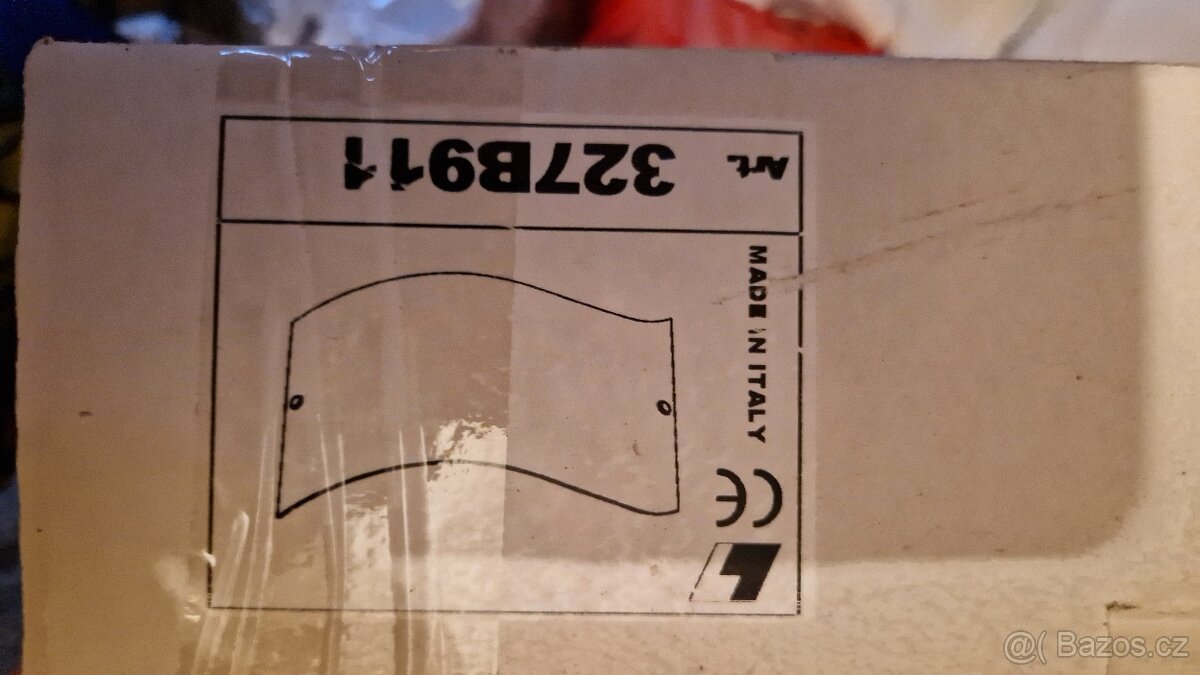 Art. 327B911
MADE IN ITALY
CE
@( Bazos.cz